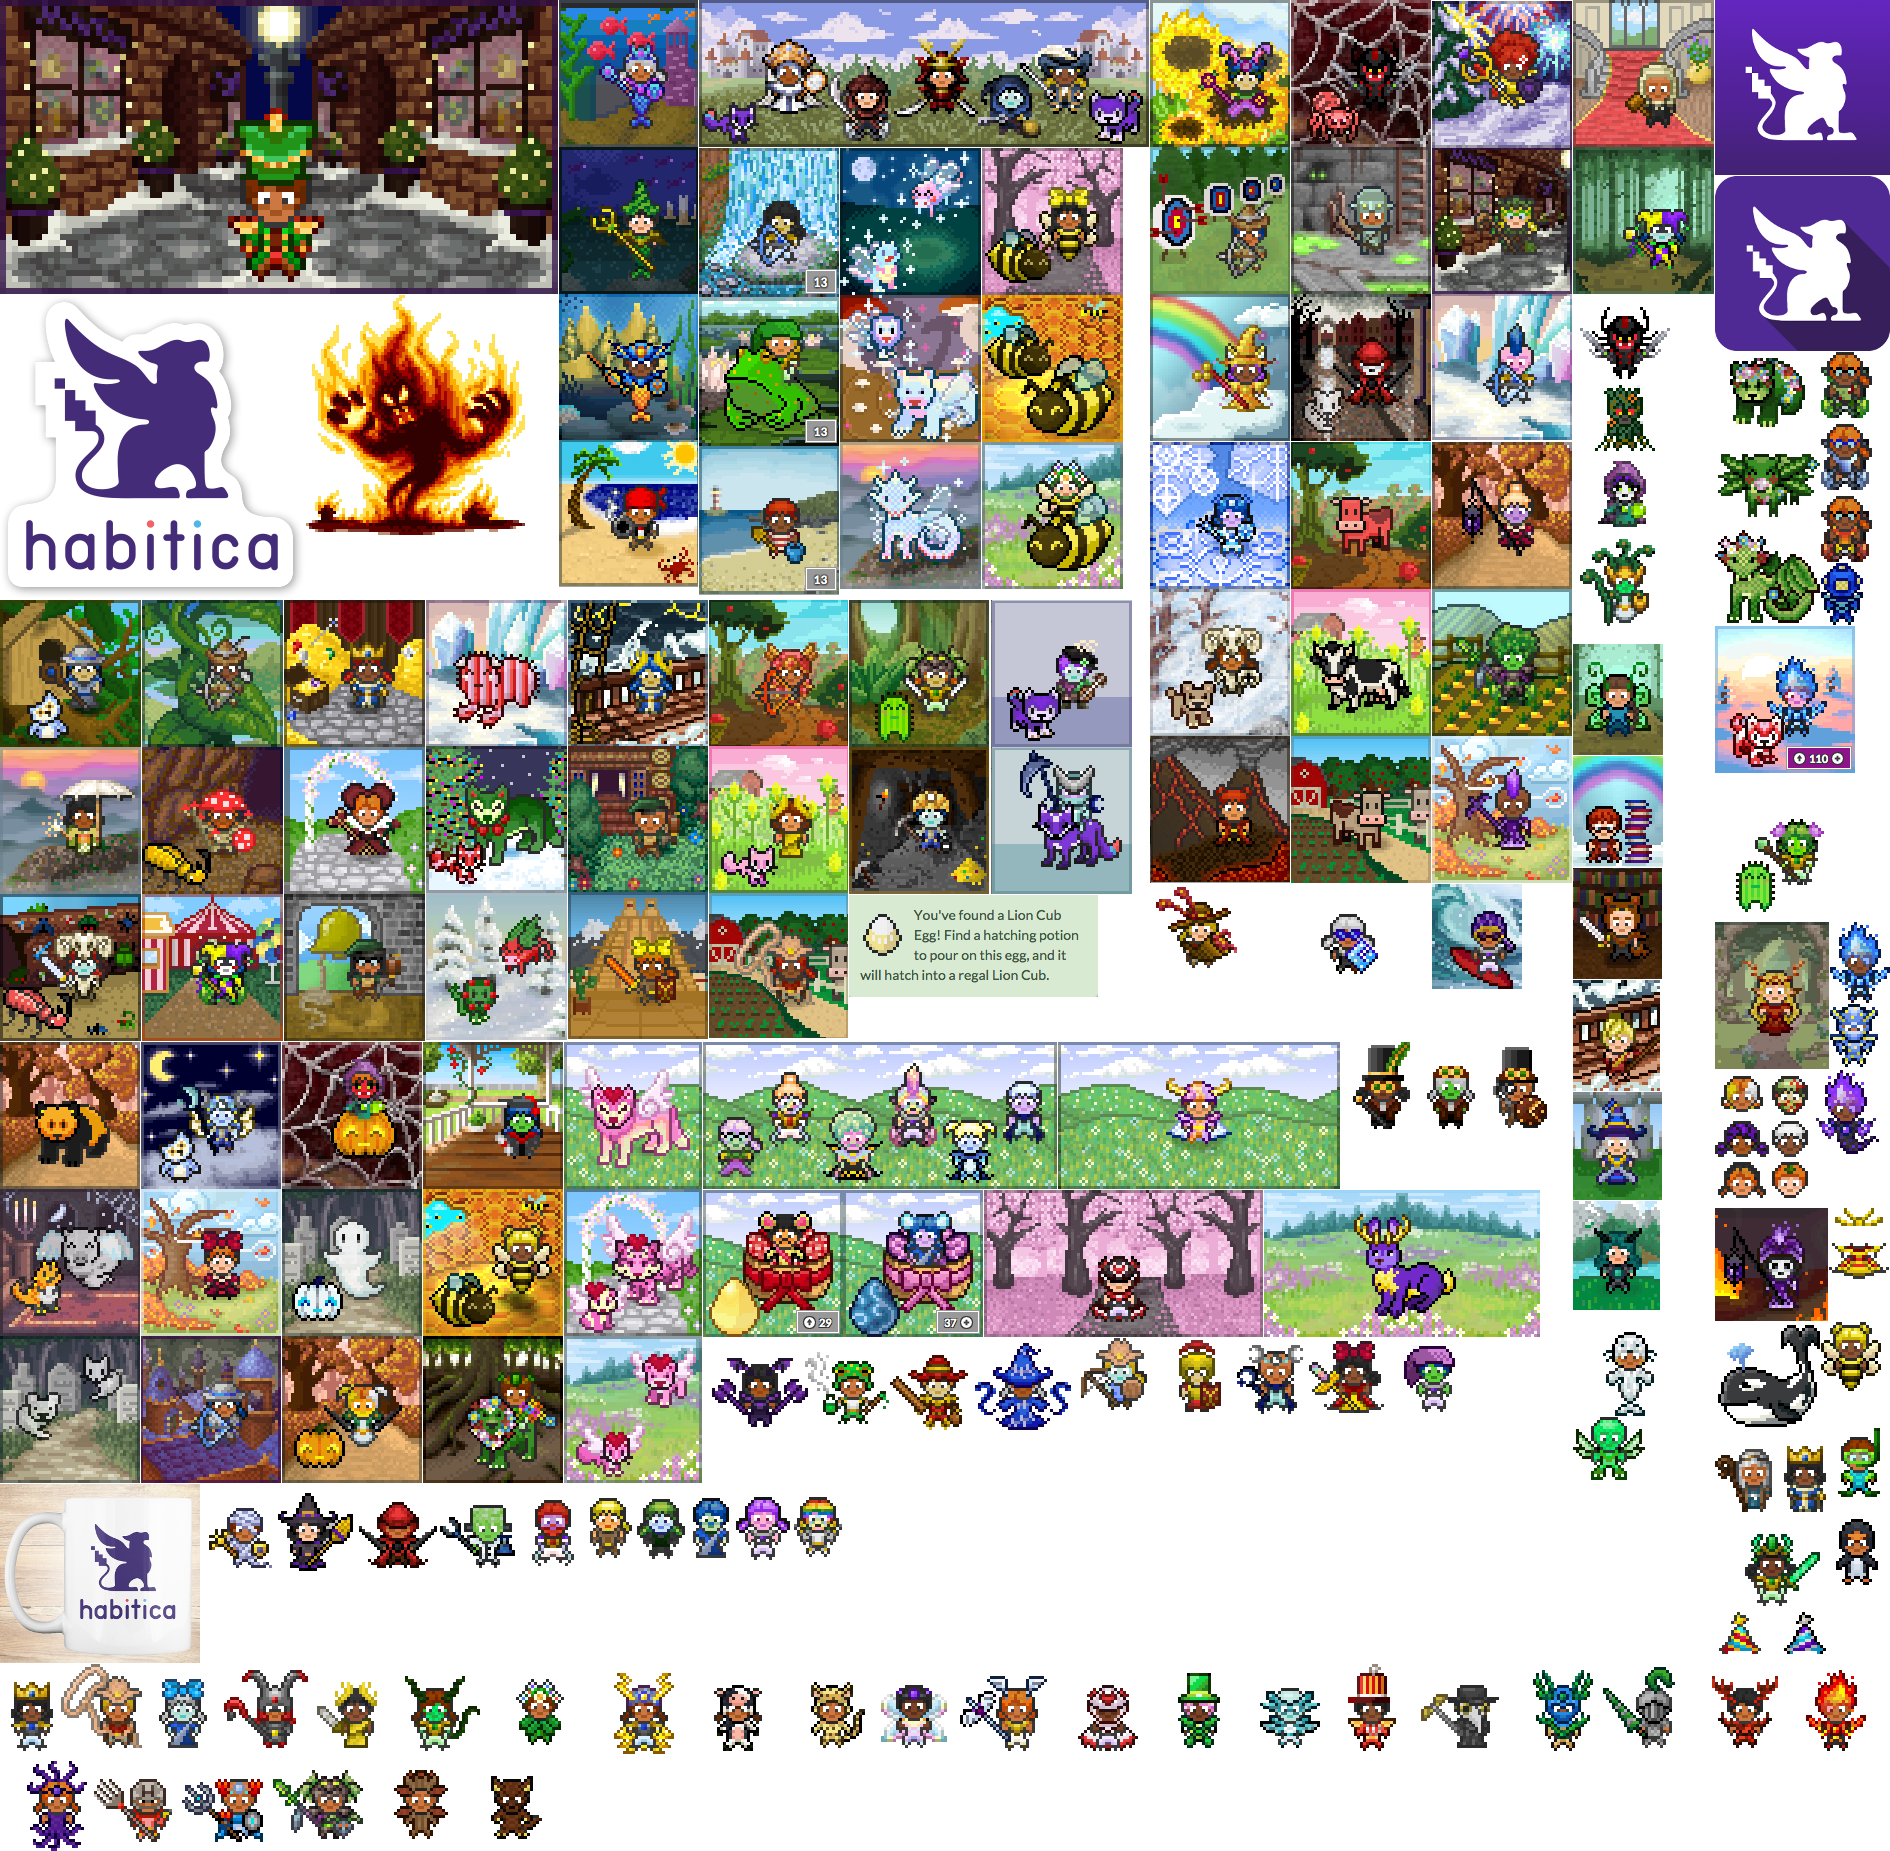 13
habitica
13
13
110
You've found a Lion Cub
Egg! Find a hatching potion
to pour on this egg, and it
will hatch into a regal Lion Cub.
29
37
habitica